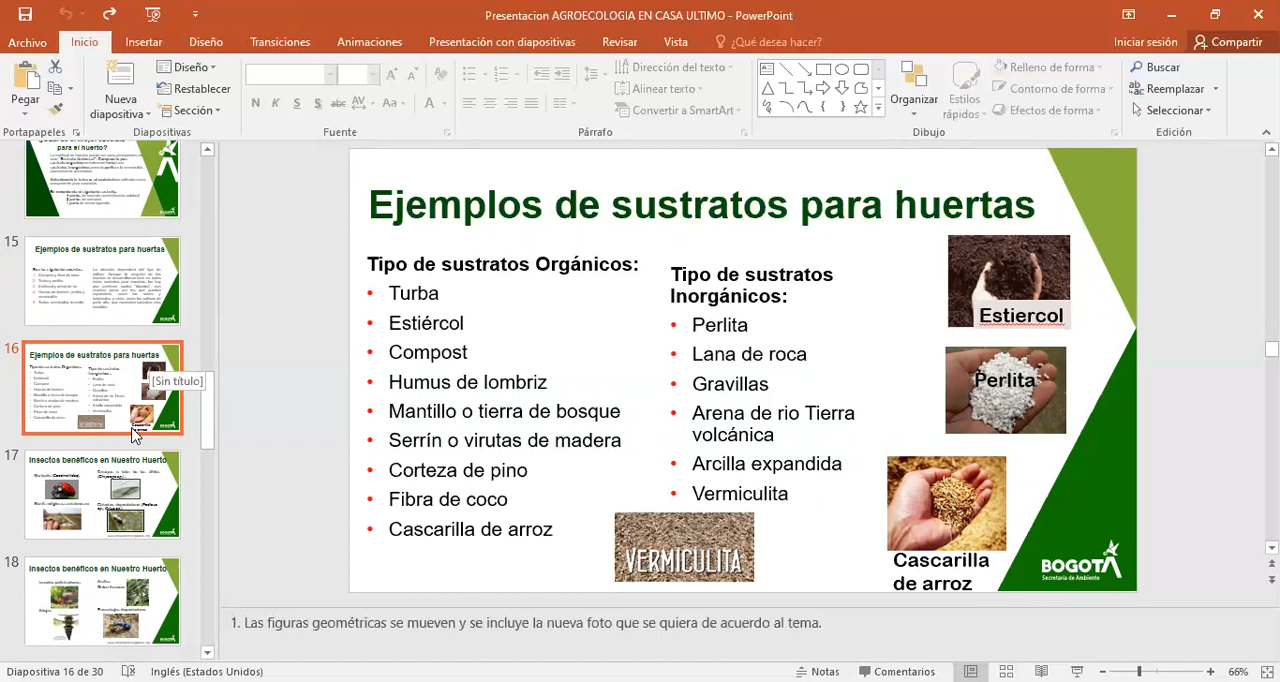 Presentacion AGROECOLOGIA EN CASA ULTIMO - PowerPoint
Archivo Inicio Insertar Diseño Transiciones Animaciones Presentación con diapositivas Revisar Vista ¿Qué desea hacer? Iniciar sesión Compartir
Diseño Dirección del texto Relleno de forma Buscar
Restablecer Alinear texto Contorno de forma Reemplazar
Pegar Nueva diapositiva Sección N K S S abc AV Aa A Convertir a SmartArt Organizar Estilos rápidos Efectos de forma Seleccionar
Portapapeles Diapositivas Fuente Párrafo Dibujo Edición
para el huerto?
15
Ejemplos de sustratos para huertas
16
Ejemplos de sustratos para huertas
[Sin título]
17
Insectos benéficos en Nuestro Huerto
18
Insectos benéficos en Nuestro Huerto
Ejemplos de sustratos para huertas
Tipo de sustratos Orgánicos:
• Turba
• Estiércol
• Compost
• Humus de lombriz
• Mantillo o tierra de bosque
• Serrín o virutas de madera
• Corteza de pino
• Fibra de coco
• Cascarilla de arroz
Tipo de sustratos
Inorgánicos:
• Perlita
• Lana de roca
• Gravillas
• Arena de rio Tierra
volcánica
• Arcilla expandida
• Vermiculita
Estiercol
Perlita
VERMICULITA
Cascarilla
de arroz
BOGOTÁ
Secretaría de Ambiente
1. Las figuras geométricas se mueven y se incluye la nueva foto que se quiera de acuerdo al tema.
Diapositiva 16 de 30 Inglés (Estados Unidos) Notas Comentarios 66%